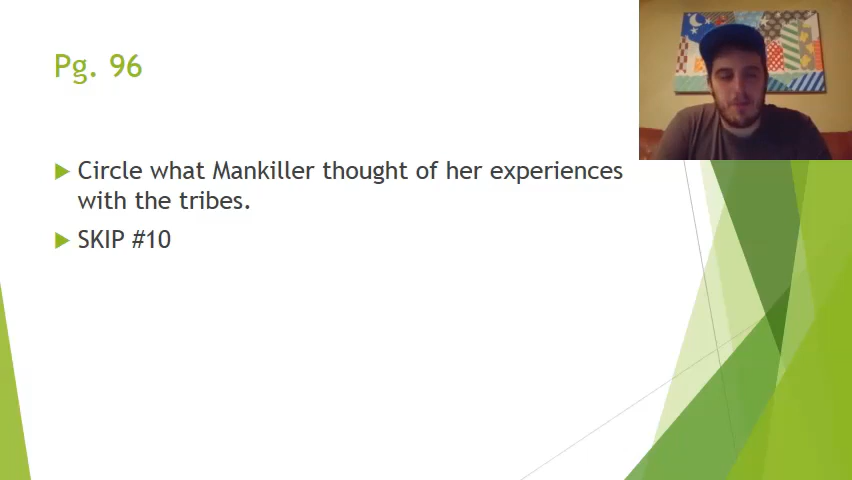 Pg. 96
Circle what Mankiller thought of her experiences
with the tribes.
SKIP #10